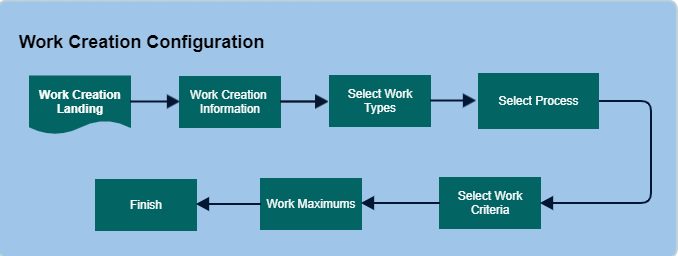 Work Creation Configuration
Work Creation
Landing
Work Creation
Information
Select Work
Types
Select Process
Select Work
Criteria
Work Maximums
Finish